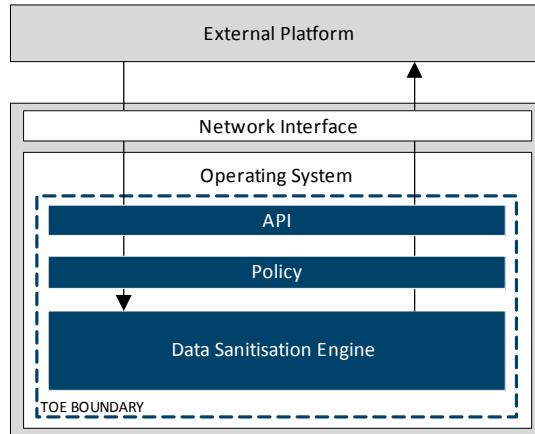 External Platform
Network Interface
Operating System
API
Policy
Data Sanitisation Engine
TOE BOUNDARY